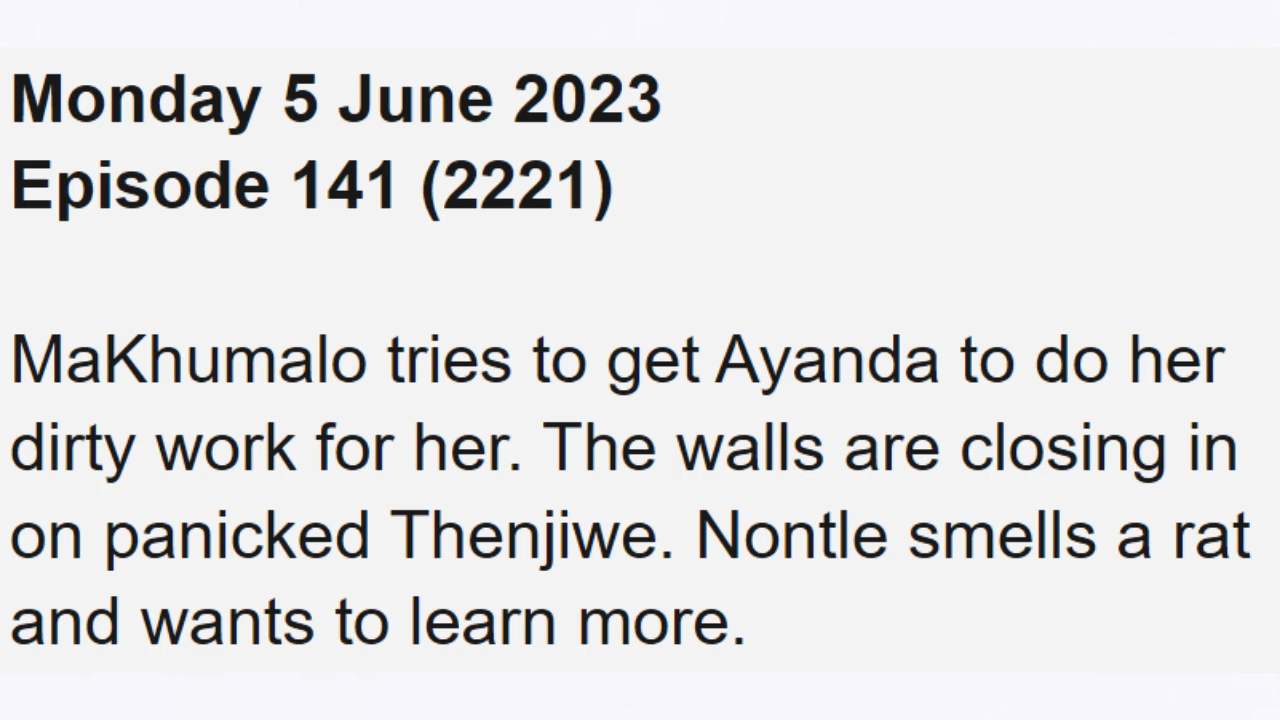 Monday 5 June 2023
Episode 141 (2221)
MaKhumalo tries to get Ayanda to do her
dirty work for her. The walls are closing in
on panicked Thenjiwe. Nontle smells a rat
and wants to learn more.